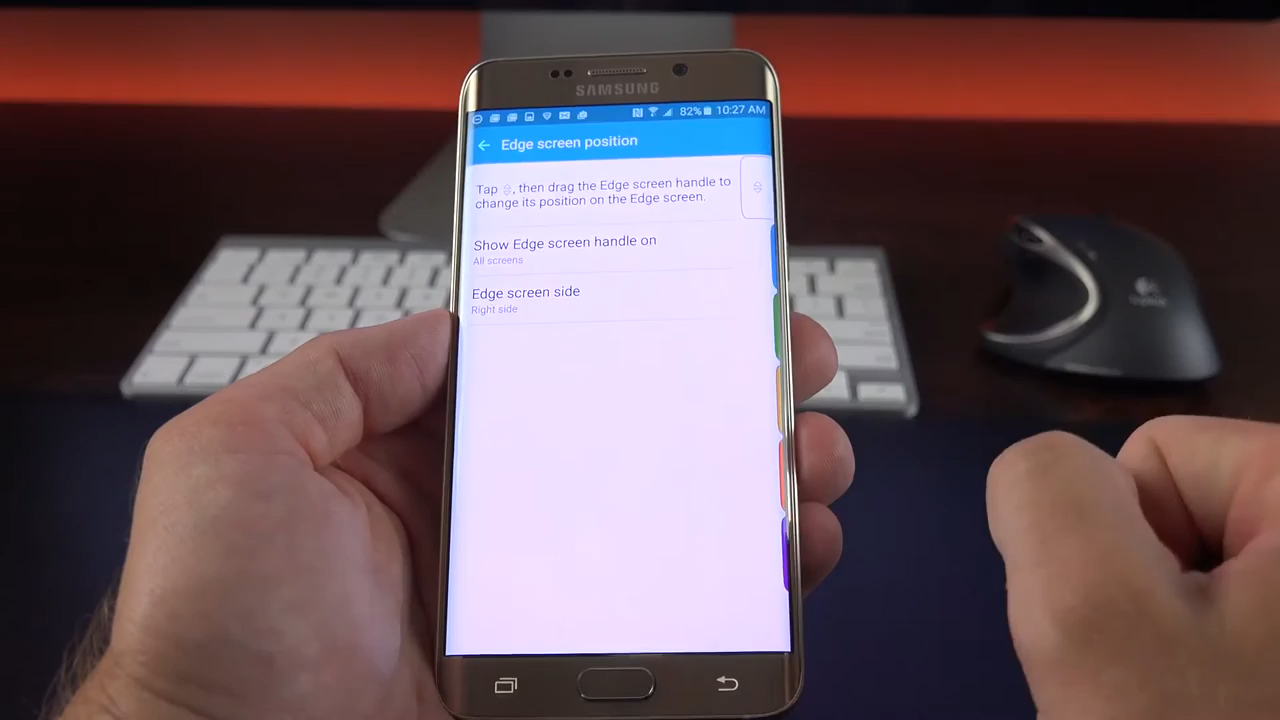 SAMSUNG
82% 10:27 AM
Edge screen position
Tap , then drag the Edge screen handle to
change its position on the Edge screen.
Show Edge screen handle on
All screens
Edge screen side
Right side